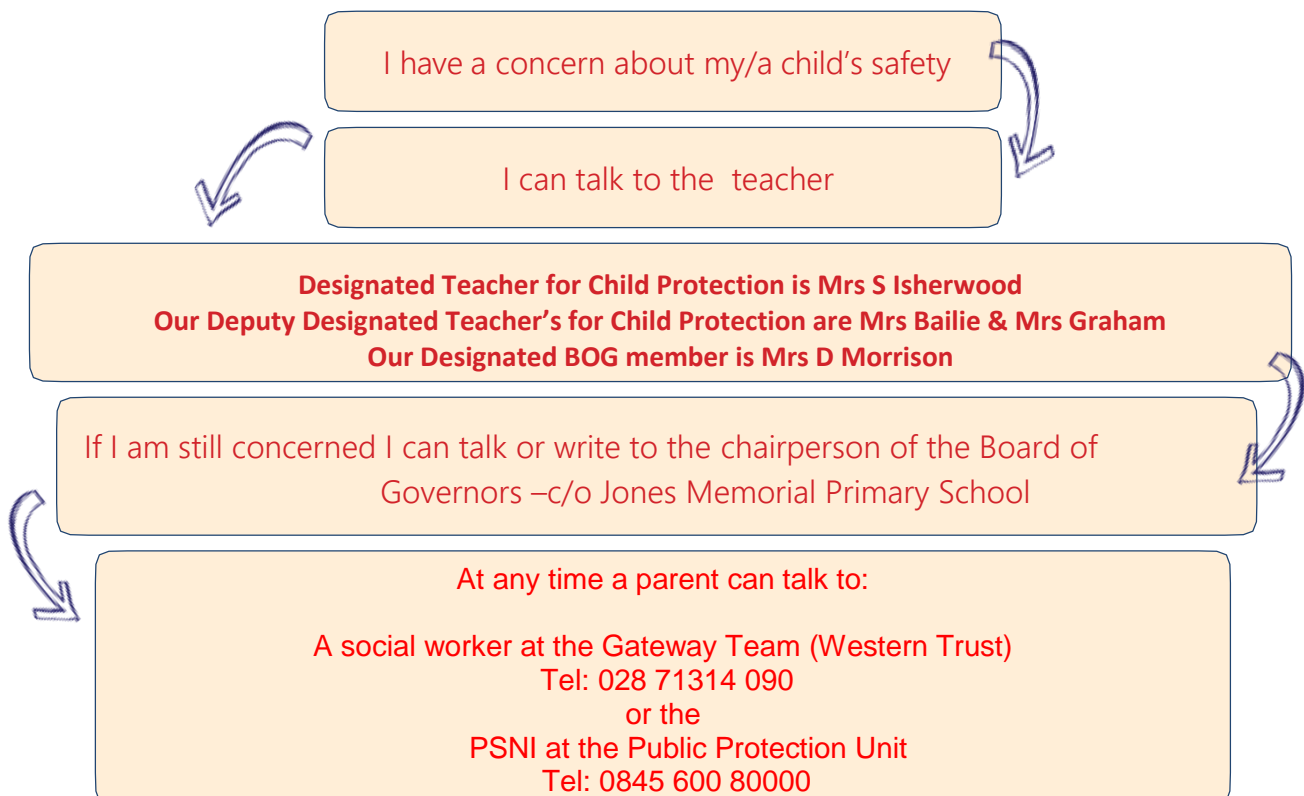 I have a concern about my/a child's safety
I can talk to the  teacher
Designated Teacher for Child Protection is Mrs S Isherwood
Our Deputy Designated Teacher's for Child Protection are Mrs Bailie & Mrs Graham
Our Designated BOG member is Mrs D Morrison
If I am still concerned I can talk or write to the chairperson of the Board of
Governors –c/o Jones Memorial Primary School
At any time a parent can talk to:
A social worker at the Gateway Team (Western Trust)
Tel: 028 71314 090
or the
PSNI at the Public Protection Unit
Tel: 0845 600 80000